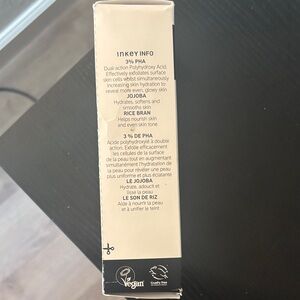 INKEY INFO
3% PHA
Dual-action Polyhydroxy Acid.
Effectively exfoliates surface
skin cells whilst simultaneously
increasing skin hydration to
reveal more even, glowy skin
JOJOBA
Hydrates, softens and
smooths skin
RICE BRAN
Helps nourish skin
and even skin tone
3 % DE PHA
Acide polyhydroxylé à double
action. Exfolie efficacement
les cellules de la surface
de la peau tout en augmentant
simultanément l'hydratation de
la peau pour révéler une peau
plus uniforme et plus éclatante
LE JOJOBA
Hydrate, adoucit et
lisse la peau
LE SON DE RIZ
Aide à nourrir la peau
et à unifier le teint
Vegan
Cruelty free